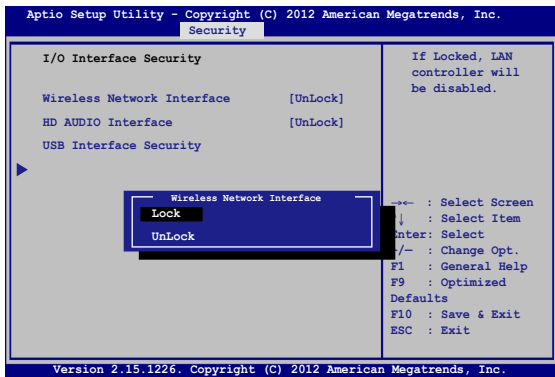 Aptio Setup Utility - Copyright (C) 2012 American Megatrends, Inc.
Security
I/O Interface Security
Wireless Network Interface [UnLock]
HD AUDIO Interface [UnLock]
USB Interface Security
If Locked, LAN
controller will
be disabled.
Wireless Network Interface
Lock
UnLock
→← : Select Screen
↓ : Select Item
Enter: Select
/— : Change Opt.
F1 : General Help
F9 : Optimized
Defaults
F10 : Save & Exit
ESC : Exit
Version 2.15.1226. Copyright (C) 2012 American Megatrends, Inc.